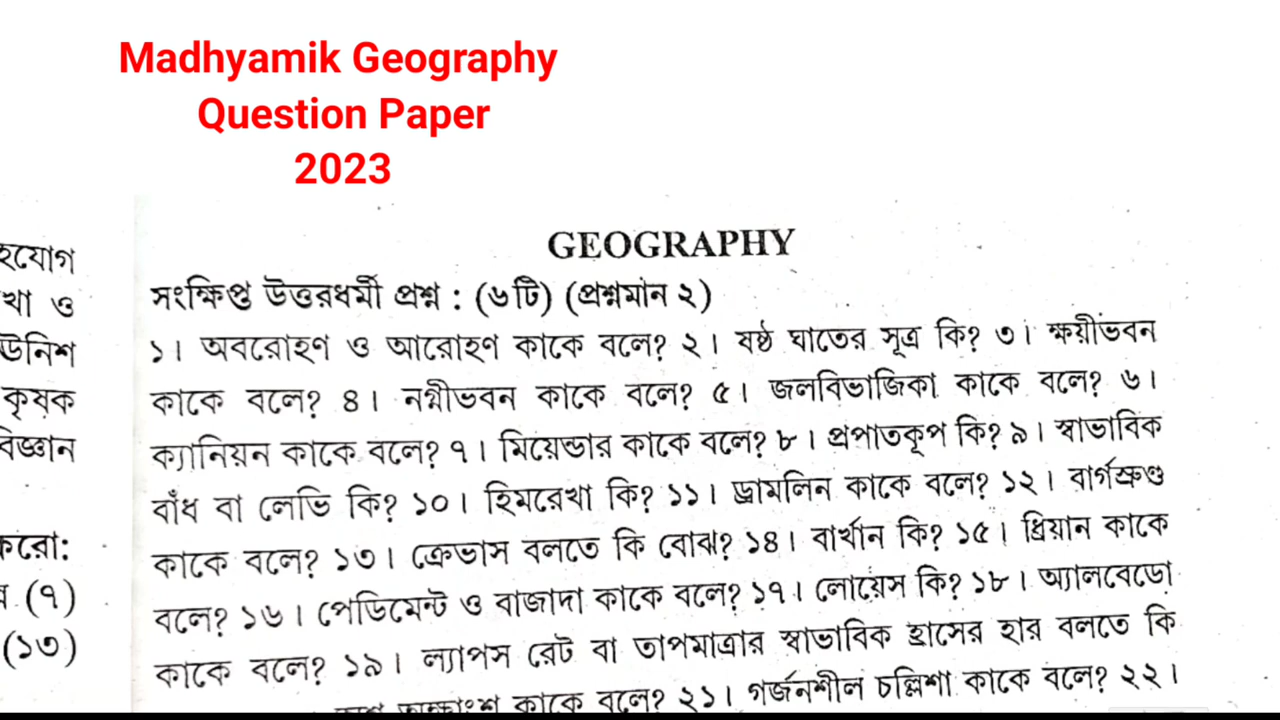 Madhyamik Geography
Question Paper
2023
GEOGRAPHY
সংক্ষিপ্ত উত্তরধর্মী প্রশ্ন : (৬টি) (প্রশ্নমান ২)
১। অবরোহণ ও আরোহণ কাকে বলে? ২। ষষ্ঠ ঘাতের সূত্র কি? ৩। ক্ষয়ীভবন
কাকে বলে? ৪। নগ্নীভবন কাকে বলে? ৫। জলবিভাজিকা কাকে বলে? ৬।
ক্যানিয়ন কাকে বলে? ৭। মিয়েন্ডার কাকে বলে? ৮। প্রপাতকূপ কি? ৯। স্বাভাবিক
বাঁধ বা লেভি কি? ১০। হিমরেখা কি? ১১। ড্রামলিন কাকে বলে? ১২। বার্গস্রুণ্ড
কাকে বলে? ১৩। ক্রেভাস বলতে কি বোঝ? ১৪। বার্খান কি? ১৫। ধ্রিয়ান কাকে
বলে? ১৬। পেডিমেন্ট ও বাজাদা কাকে বলে? ১৭। লোয়েস কি? ১৮। অ্যালবেডো
কাকে বলে? ১৯। ল্যাপস রেট বা তাপমাত্রার স্বাভাবিক হ্রাসের হার বলতে কি
কাকে বলে? ২১। গর্জনশীল চল্লিশা কাকে বলে? ২২।
হযোগ
খা ও
উনিশ
কৃষক
বিজ্ঞান
করো:
(৭)
(১৩)